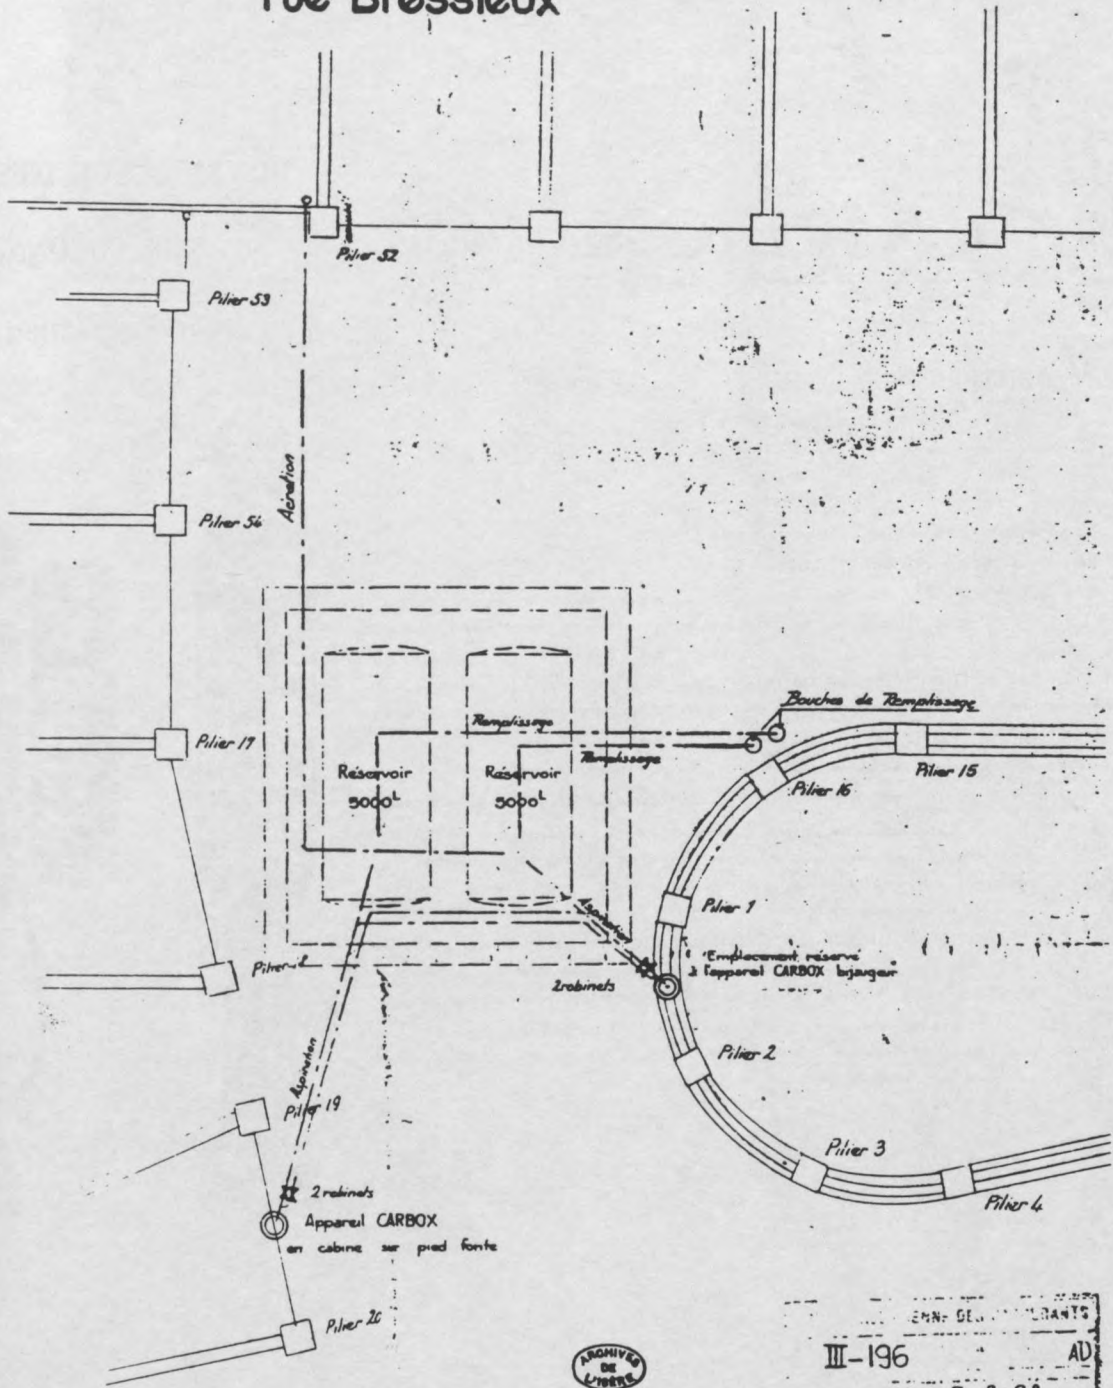 rue Bressieux
Pilier 52
Pilier 53
Aération
Pilier 54
Bouches de Remplissage
Remplissage
Remplissage
Pilier 17
Pilier 15
Réservoir
5000L
Réservoir
5000L
Pilier 16
Pilier 1
Aspiration
Pilier
Emplacement réservé
à l'appareil CARBOX bijaugeur
2 robinets
Pilier 2
Aspiration
Pilier 19
Pilier 3
2 robinets
Pilier 4
Appareil CARBOX
en cabine sur pied fonte
Pilier 20
III-196
AD
ARCHIVES
DE
L'ISÈRE